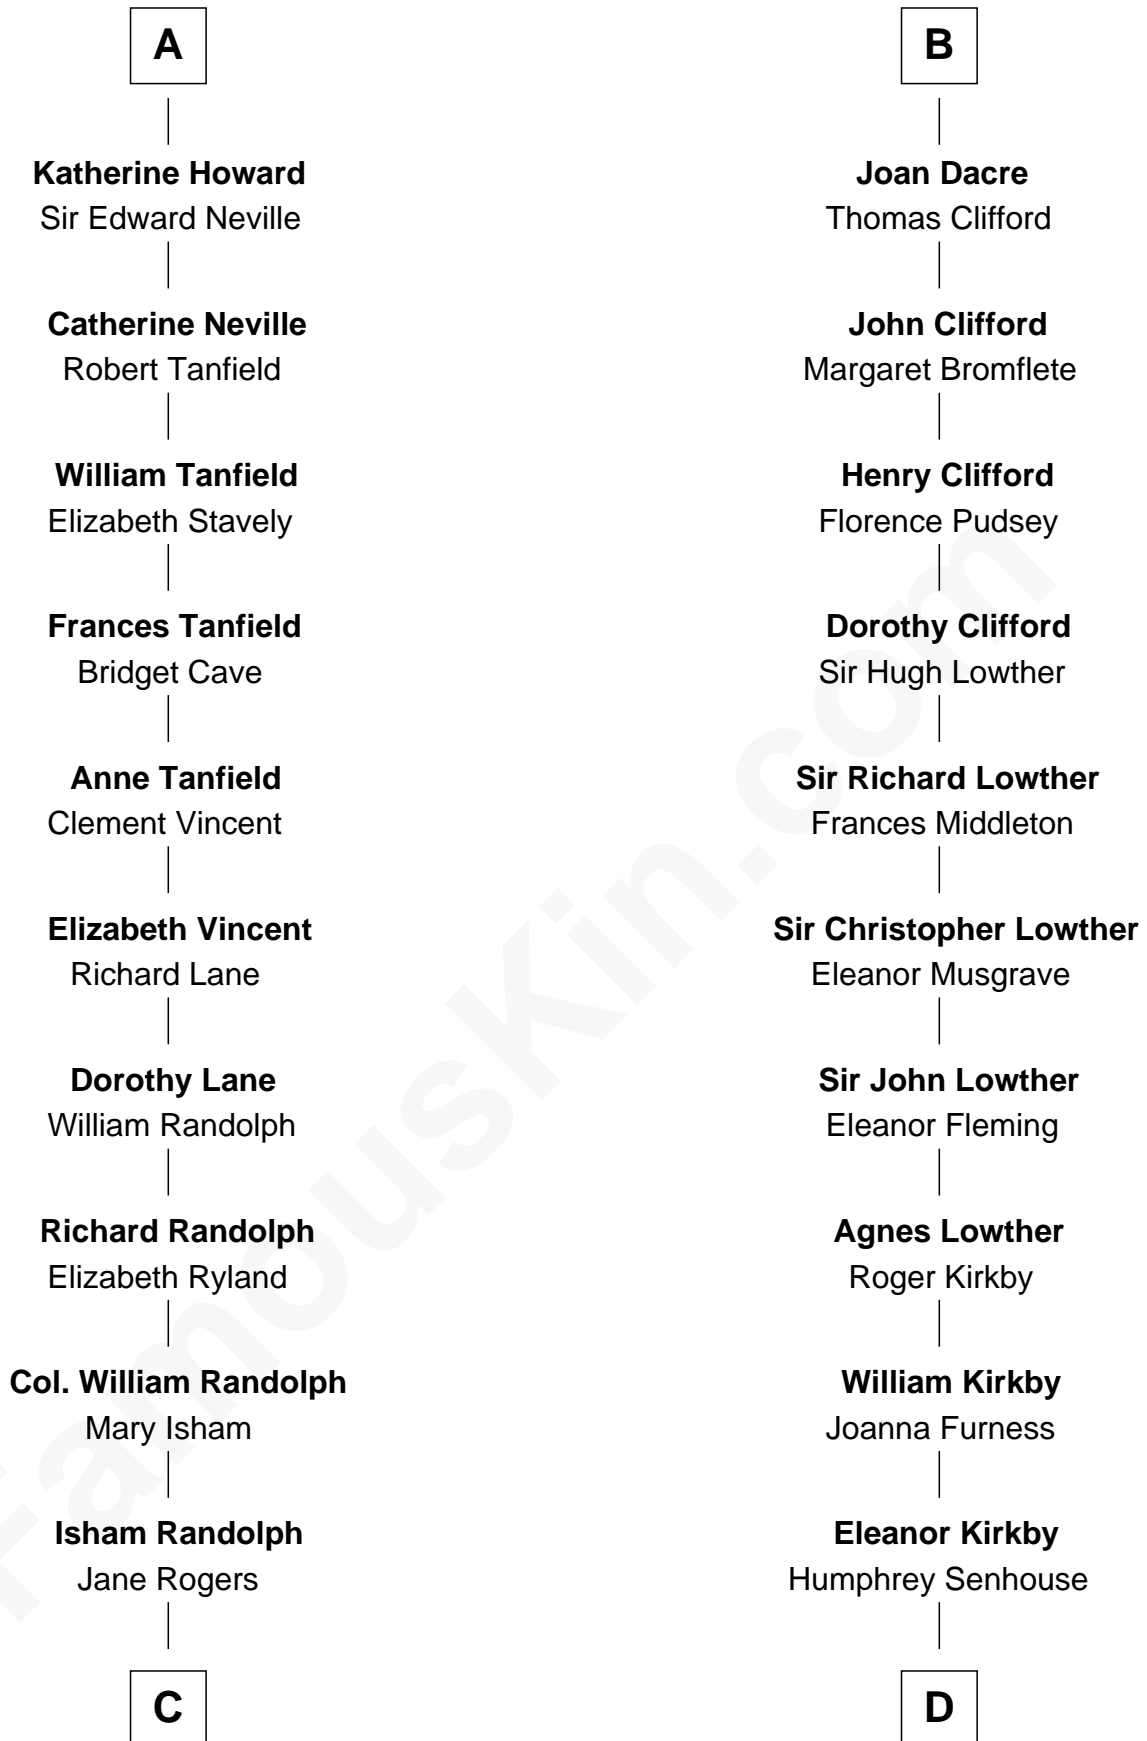 A
Katherine Howard
Sir Edward Neville
Catherine Neville
Robert Tanfield
William Tanfield
Elizabeth Stavely
Frances Tanfield
Bridget Cave
Anne Tanfield
Clement Vincent
Elizabeth Vincent
Richard Lane
Dorothy Lane
William Randolph
Richard Randolph
Elizabeth Ryland
Col. William Randolph
Mary Isham
Isham Randolph
Jane Rogers
C
B
Joan Dacre
Thomas Clifford
John Clifford
Margaret Bromflete
Henry Clifford
Florence Pudsey
Dorothy Clifford
Sir Hugh Lowther
Sir Richard Lowther
Frances Middleton
Sir Christopher Lowther
Eleanor Musgrave
Sir John Lowther
Eleanor Fleming
Agnes Lowther
Roger Kirkby
William Kirkby
Joanna Furness
Eleanor Kirkby
Humphrey Senhouse
D
FamousKin.com